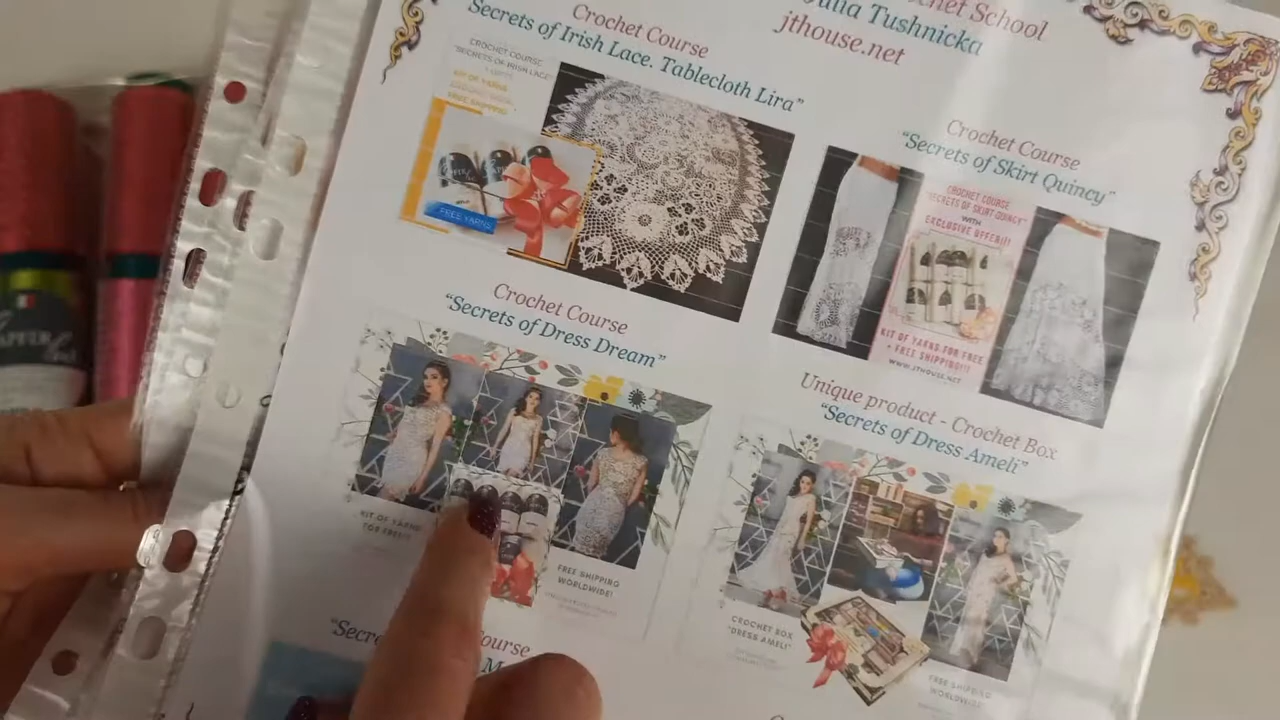 Crochet School
Tushnicka
jthouse.net
Crochet Course
Secrets of Irish Lace. Tablecloth Lira”
CROCHET COURSE
"SECRETS OF IRISH LACE"
KIT OF YARNS
FREE SHIPPING
FREE YARNS
Crochet Course
“Secrets of Skirt Quincy”
CROCHET COURSE
"SECRETS OF SKIRT QUINCY"
WITH
EXCLUSIVE OFFER!!!
KIT OF YARNS FOR FREE
+ FREE SHIPPING!!!
WWW.JTHOUSE.NET
Crochet Course
“Secrets of Dress Dream”
KIT OF YARNS
FOR FREE!!
FREE SHIPPING
WORLDWIDE!
Unique product - Crochet Box
“Secrets of Dress Ameli”
CROCHET BOX
"DRESS AMELI"
FREE SHIPPING
WORLDWIDE!